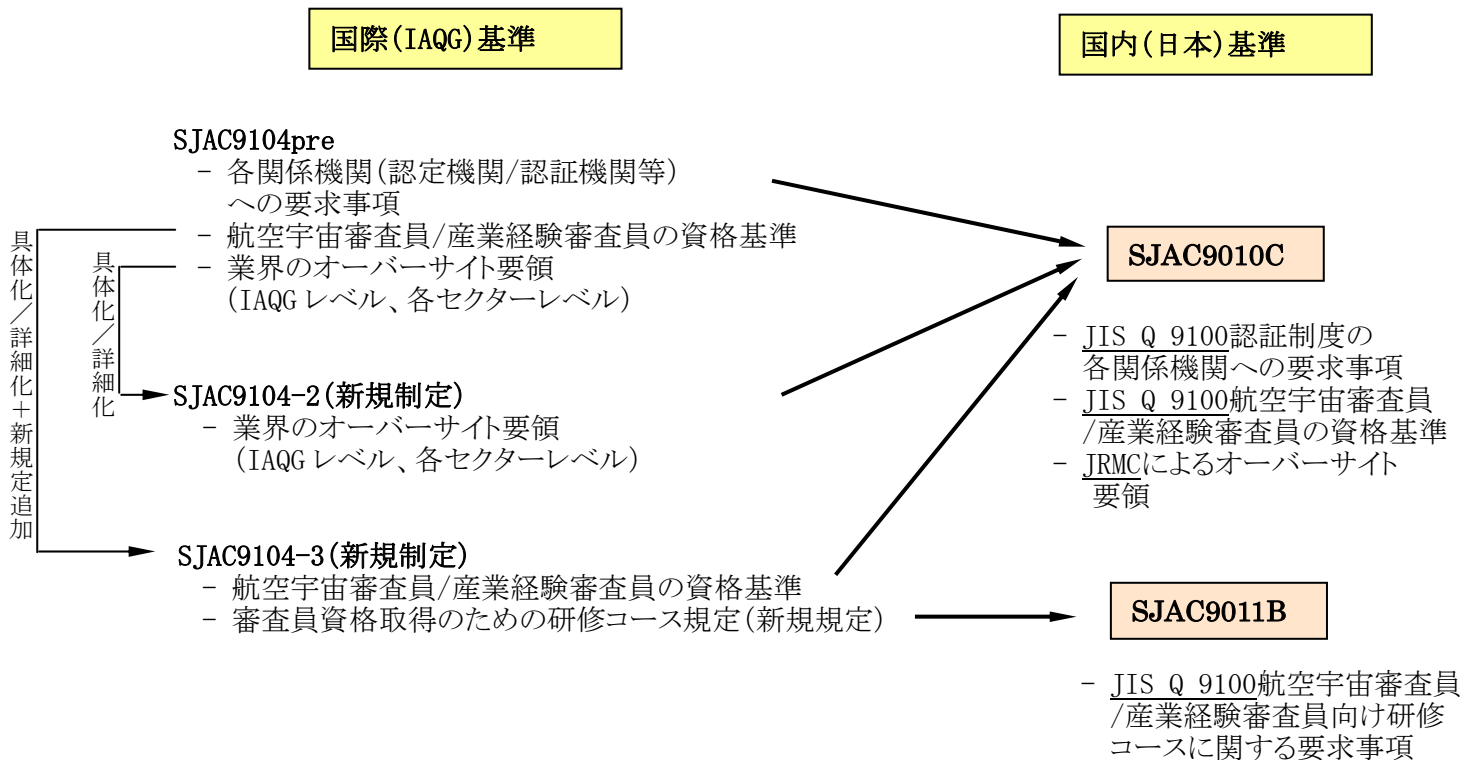 国際(IAQG)基準
国内(日本)基準
SJAC9104pre
- 各関係機関(認定機関/認証機関等)
への要求事項
- 航空宇宙審査員/産業経験審査員の資格基準
- 業界のオーバーサイト要領
(IAQGレベル、各セクターレベル)
具体化／詳細化＋新規定追加
具体化／詳細化
SJAC9104-2(新規制定)
- 業界のオーバーサイト要領
(IAQGレベル、各セクターレベル)
SJAC9104-3(新規制定)
- 航空宇宙審査員/産業経験審査員の資格基準
- 審査員資格取得のための研修コース規定(新規規定)
SJAC9010C
- JIS Q 9100認証制度の
各関係機関への要求事項
- JIS Q 9100航空宇宙審査員
/産業経験審査員の資格基準
- JRMCによるオーバーサイト
要領
SJAC9011B
- JIS Q 9100航空宇宙審査員
/産業経験審査員向け研修
コースに関する要求事項